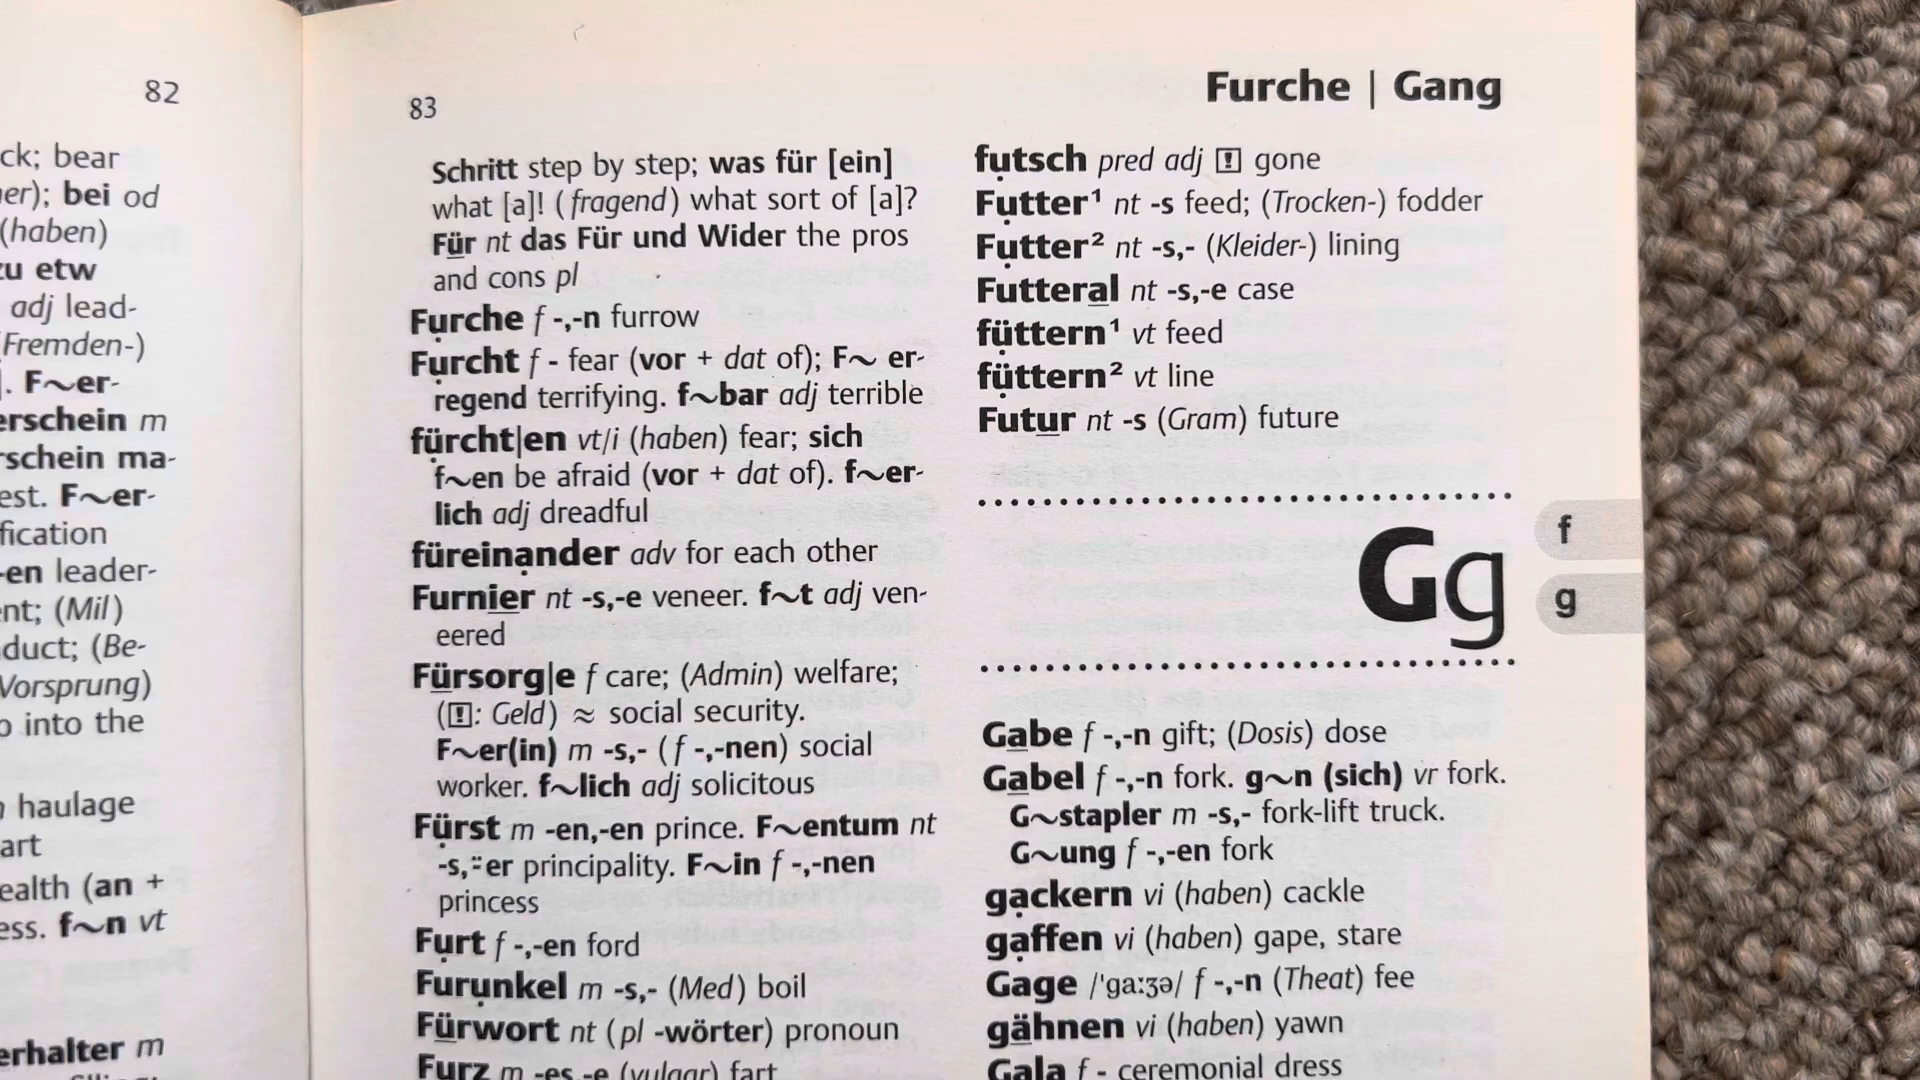 82
ck; bear
er); bei od
(haben)
zu etw
adj lead-
Fremden-)
]. F~er-
erschein m
rschein ma-
est. F~er-
fication
-en leader-
nt; (Mil)
duct; (Be-
Vorsprung)
o into the
haulage
art
ealth (an +
ess. f~n vt
erhalter m
83
Furche | Gang
Schritt step by step; was für [ein]
what [a]! (fragend) what sort of [a]?
Für nt das Für und Wider the pros
and cons pl
Furche f -,-n furrow
Furcht f - fear (vor + dat of); F~ er-
regend terrifying. f~bar adj terrible
fürcht|en vt/i (haben) fear; sich
f~en be afraid (vor + dat of). f~er-
lich adj dreadful
füreinander adv for each other
Furnier nt -s,-e veneer. f~t adj ven-
eered
Fürsorg|e f care; (Admin) welfare;
(!: Geld) ≈ social security.
F~er(in) m -s,- (f -,-nen) social
worker. f~lich adj solicitous
Fürst m -en,-en prince. F~entum nt
-s,¨er principality. F~in f -,-nen
princess
Furt f -,-en ford
Furunkel m -s,- (Med) boil
Fürwort nt (pl -wörter) pronoun
Furz m -es,-e (vulgar) fart
futsch pred adj ! gone
Futter¹ nt -s feed; (Trocken-) fodder
Futter² nt -s,- (Kleider-) lining
Futteral nt -s,-e case
füttern¹ vt feed
füttern² vt line
Futur nt -s (Gram) future
Gg
f
g
Gabe f -,-n gift; (Dosis) dose
Gabel f -,-n fork. g~n (sich) vr fork.
G~stapler m -s,- fork-lift truck.
G~ung f -,-en fork
gackern vi (haben) cackle
gaffen vi (haben) gape, stare
Gage /'ga:ʒə/ f -,-n (Theat) fee
gähnen vi (haben) yawn
Gala f - ceremonial dress